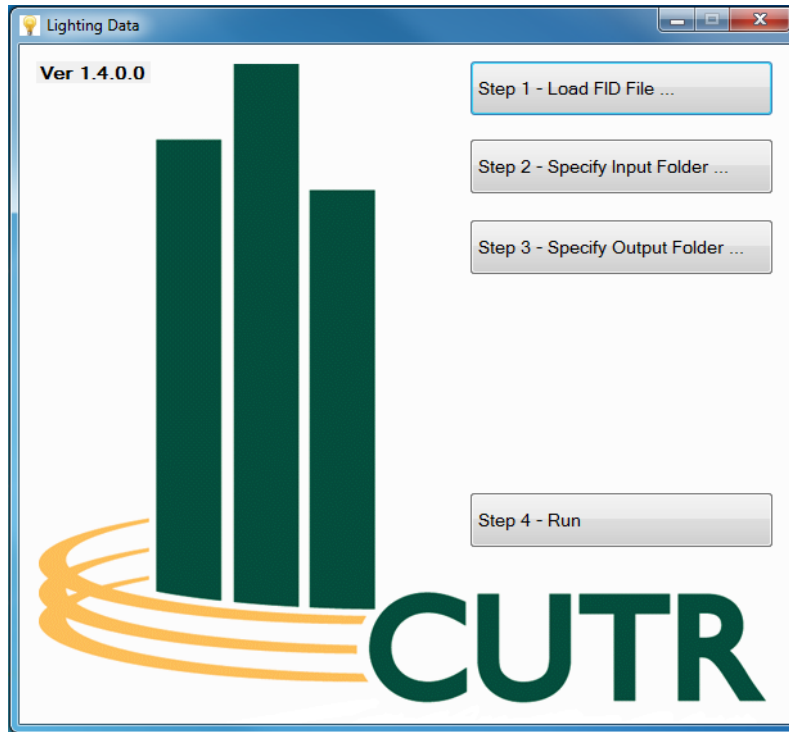 Lighting Data
Ver 1.4.0.0
Step 1 - Load FID File ...
Step 2 - Specify Input Folder ...
Step 3 - Specify Output Folder ...
Step 4 - Run
CUTR